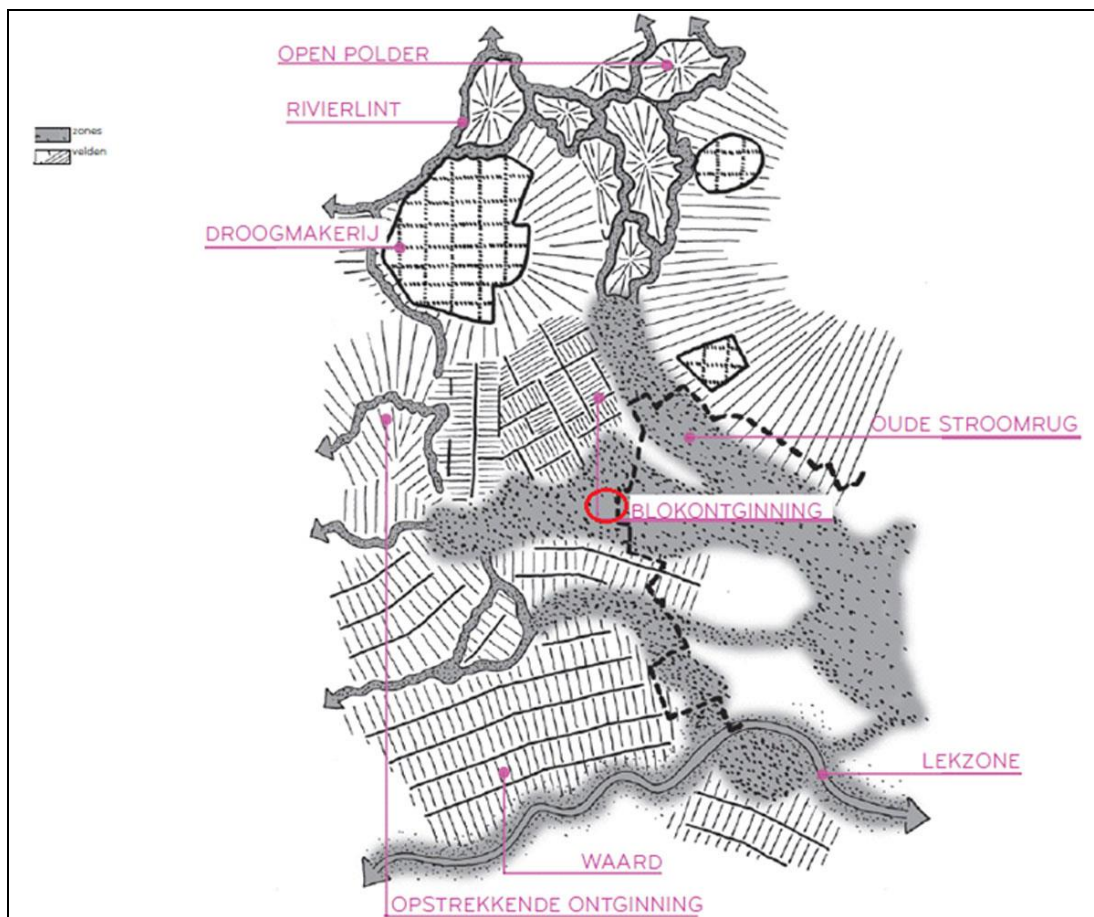 OPEN POLDER
RIVIERLINT
zones
velden
DROOGMAKERIJ
OUDE STROOMRUG
BLOKONTGINNING
LEKZONE
WAARD
OPSTREKKENDE ONTGINNING